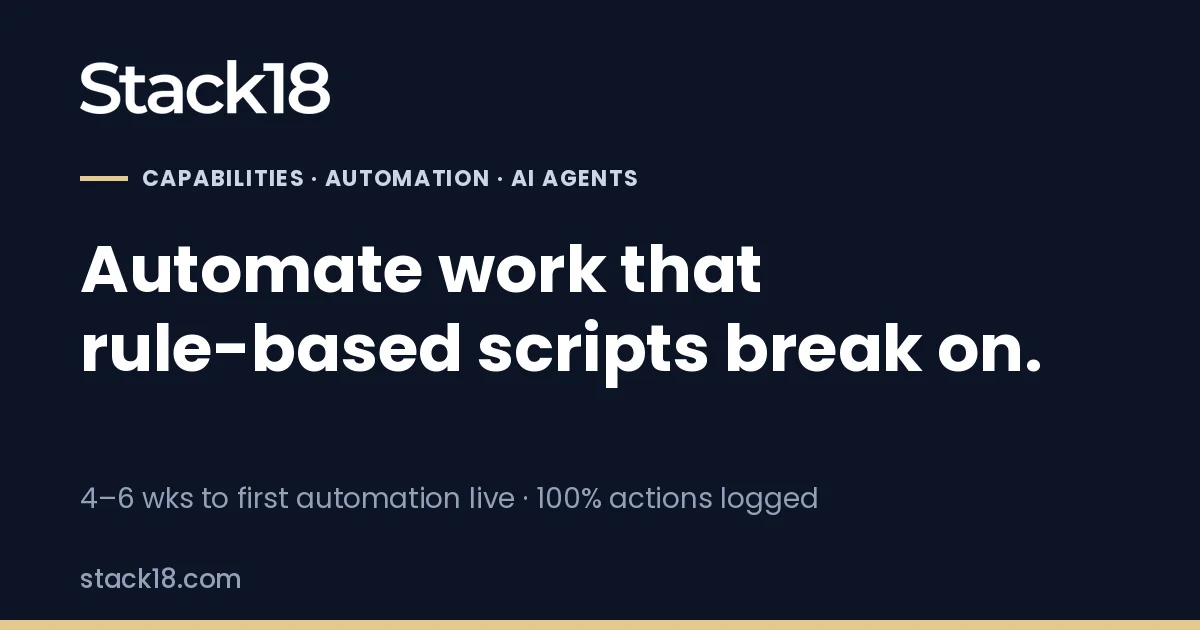 Stack18
CAPABILITIES · AUTOMATION · AI AGENTS
Automate work that
rule-based scripts break on.
4–6 wks to first automation live · 100% actions logged
stack18.com